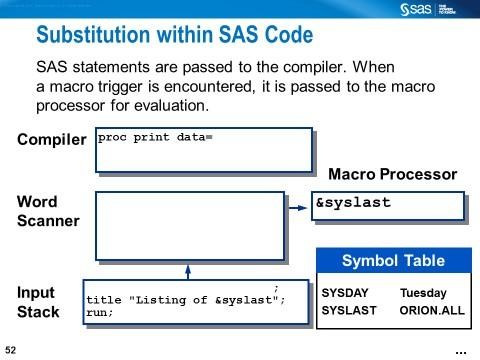 sas THE POWER TO KNOW
Substitution within SAS Code
SAS statements are passed to the compiler. When
a macro trigger is encountered, it is passed to the macro
processor for evaluation.
Compiler
proc print data=
Macro Processor
Word
Scanner
&syslast
Symbol Table
SYSDAY Tuesday
SYSLAST ORION.ALL
Input
Stack
;
title "Listing of &syslast";
run;
52
...